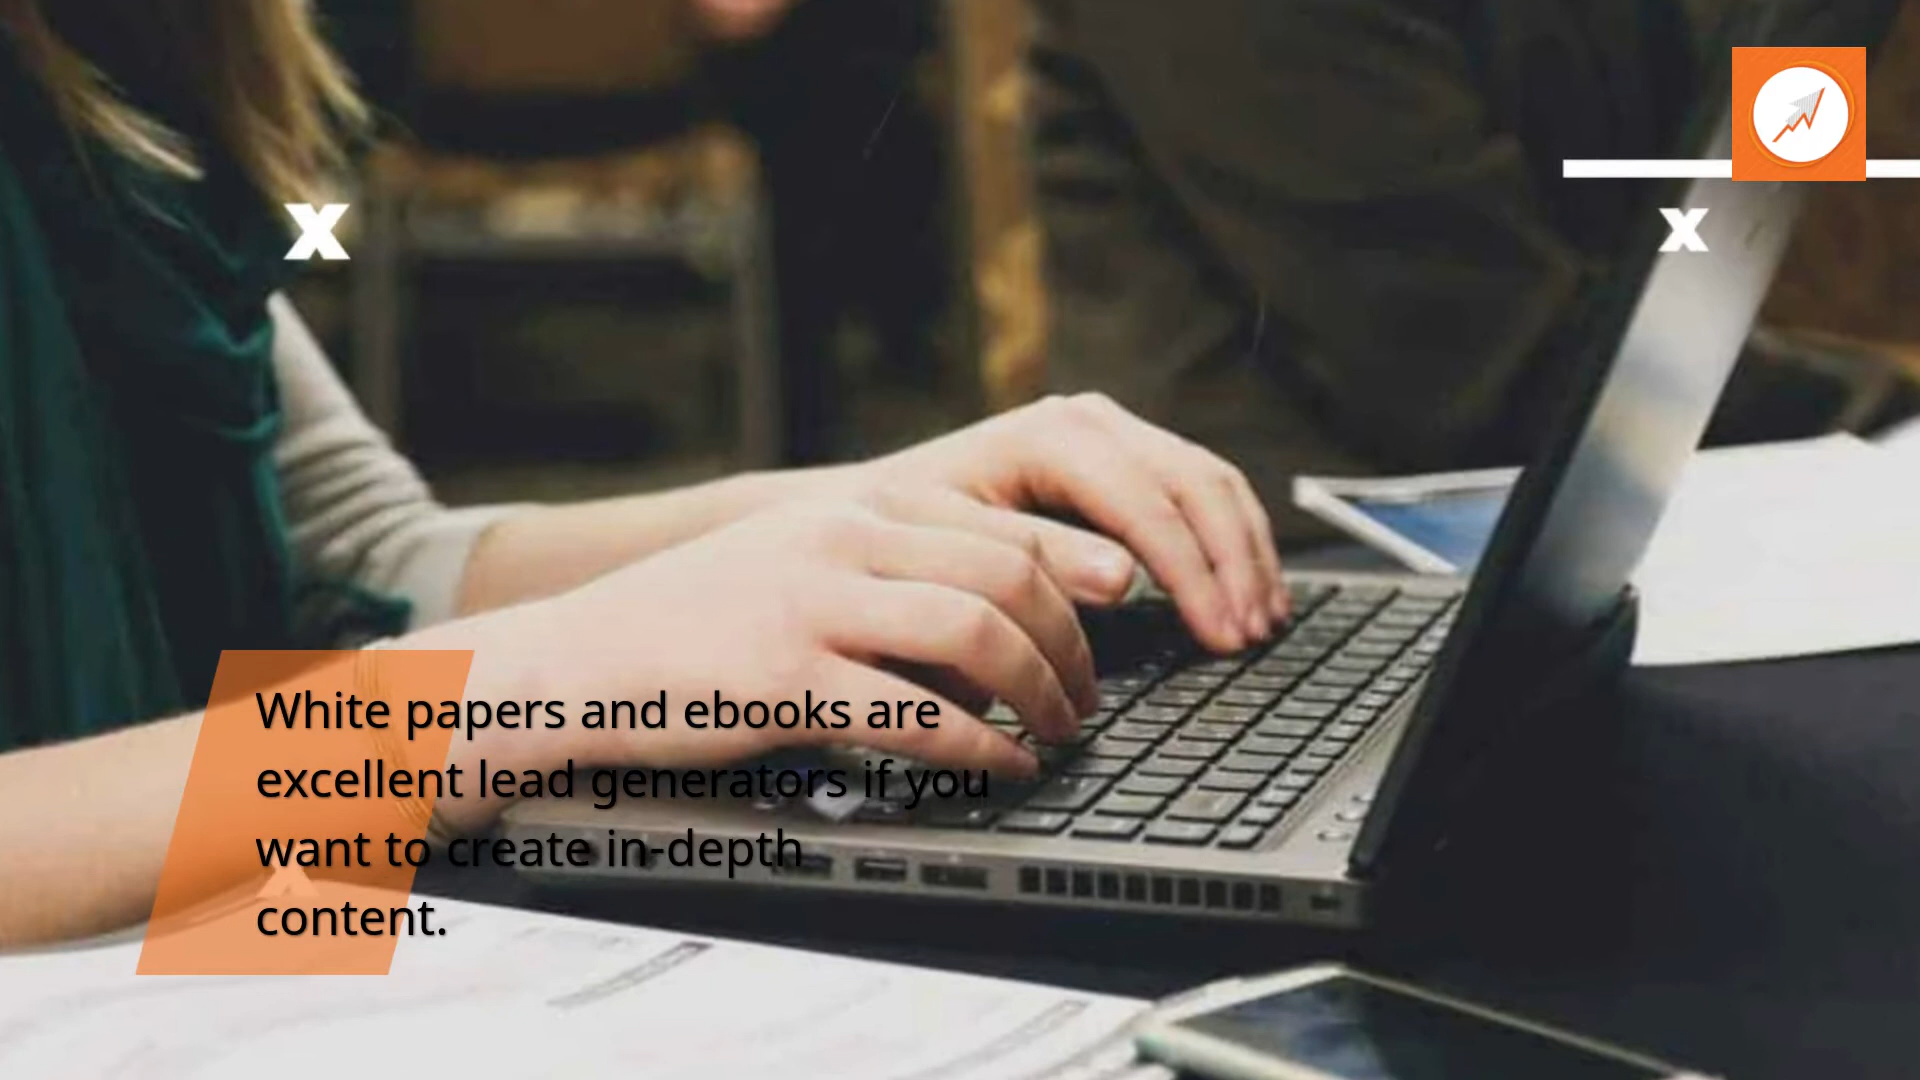 White papers and ebooks are
excellent lead generators if you
want to create in-depth
content.